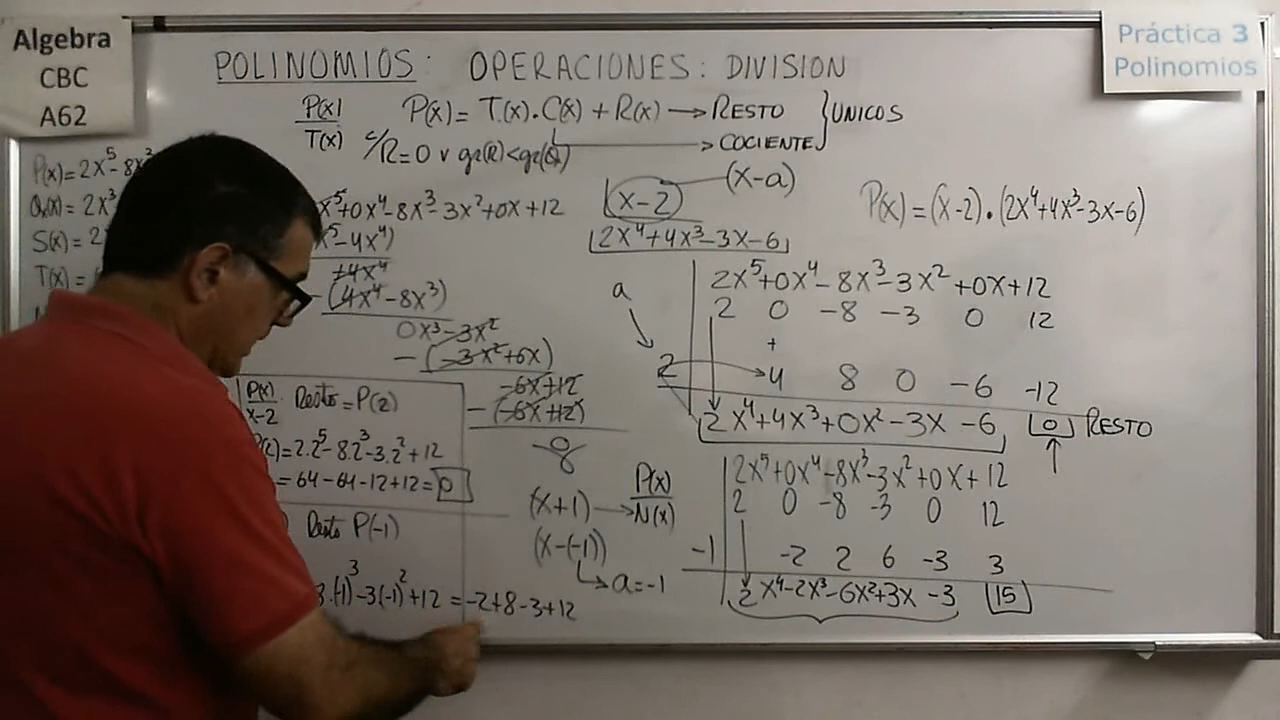 Algebra
CBC
A62
Práctica 3
Polinomios
POLINOMIOS: OPERACIONES: DIVISION
P(x)
T(x)
P(x) = T(x).C(x) + R(x) → RESTO
COCIENTE
} UNICOS
C/R=0 v gr(R)<gr(Q)
P(x)=2x⁵-8x³
Qₓ(x)= 2x³
S(x)= 2
T(x)=
x⁵+0x⁴-8x³-3x²+0x+12
(x-2)
(x-a)
x⁵-4x⁴)
2x⁴+4x³-3x-6
+4x⁴
-(4x⁴-8x³)
0x³-3x²
-(-3x²+6x)
-6x+12
-(-6x+12)
0
P(x)=(x-2).(2x⁴+4x³-3x-6)
a
2x⁵+0x⁴-8x³-3x²+0x+12
2 0 -8 -3 0 12
+
2 4 8 0 -6 -12
2x⁴+4x³+0x²-3x-6 0 RESTO
P(x)
x-2
Resto = P(2)
P(2)=2.2⁵-8.2³-3.2²+12
=64-64-12+12=0
Resto P(-1)
3.(-1)³-3(-1)²+12 = -2+8-3+12
(x+1) → P(x)
N(x)
(x-(-1))
→ a=-1
2x⁵+0x⁴-8x³-3x²+0x+12
2 0 -8 -3 0 12
-1 -2 2 6 -3 3
2x⁴-2x³-6x²+3x-3 15